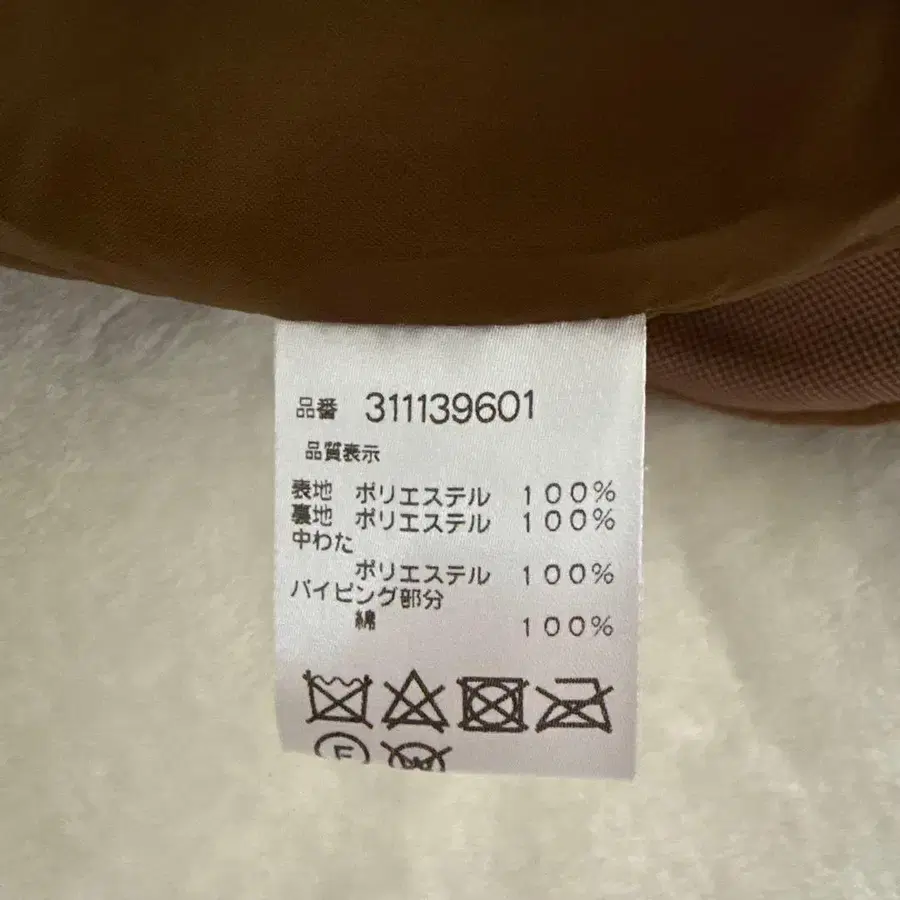 品番 311139601
品質表示
表地 ポリエステル 100%
裏地 ポリエステル 100%
中わた
ポリエステル 100%
パイピング部分
綿 100%